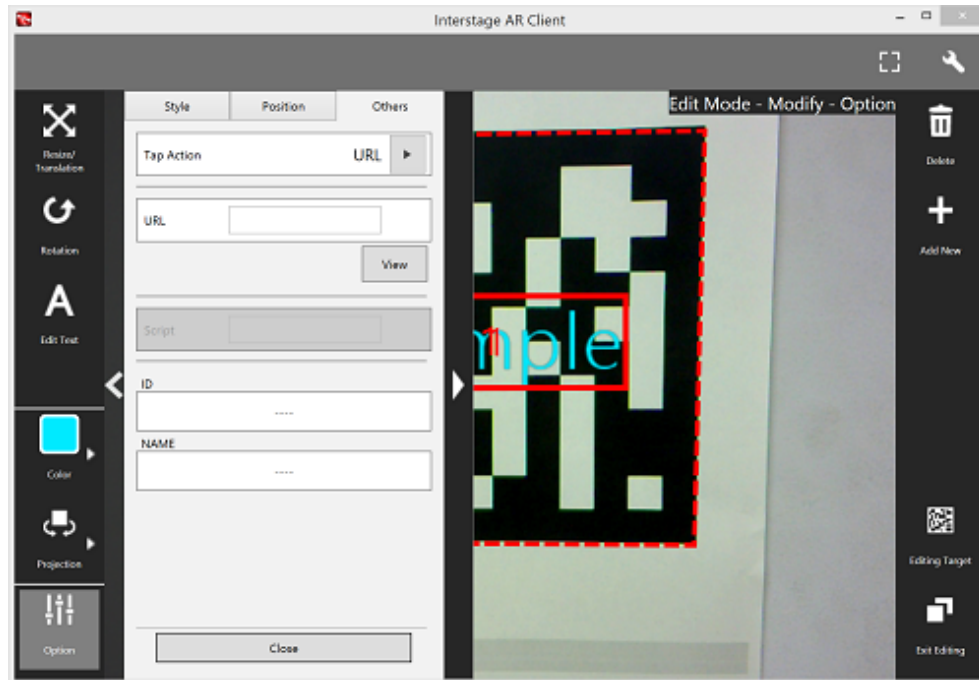 Interstage AR Client
Edit Mode - Modify - Option
Resize/
Translation
Rotation
Edit Text
Color
Projection
Option
Style Position Others
Tap Action URL
URL
View
Script
ID
----
NAME
----
Close
mple
1
Delete
Add New
Editing Target
Exit Editing